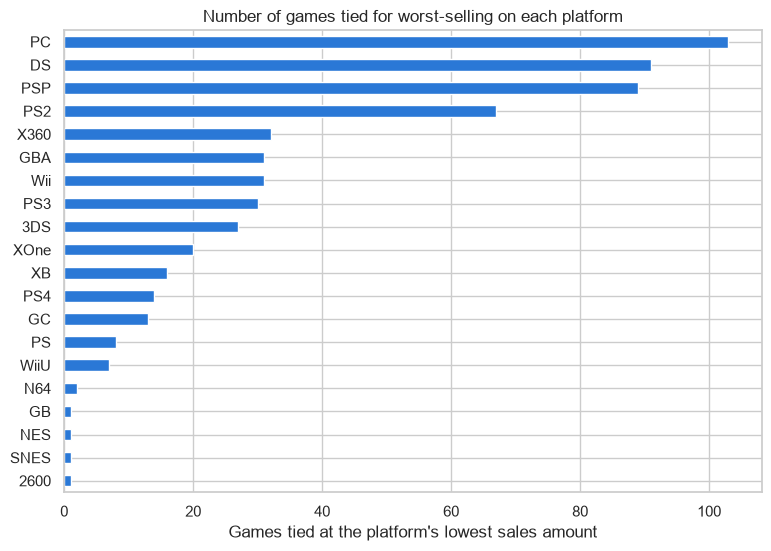 Number of games tied for worst-selling on each platform
PC
DS
PSP
PS2
X360
GBA
Wii
PS3
3DS
XOne
XB
PS4
GC
PS
WiiU
N64
GB
NES
SNES
2600
0 20 40 60 80 100
Games tied at the platform's lowest sales amount